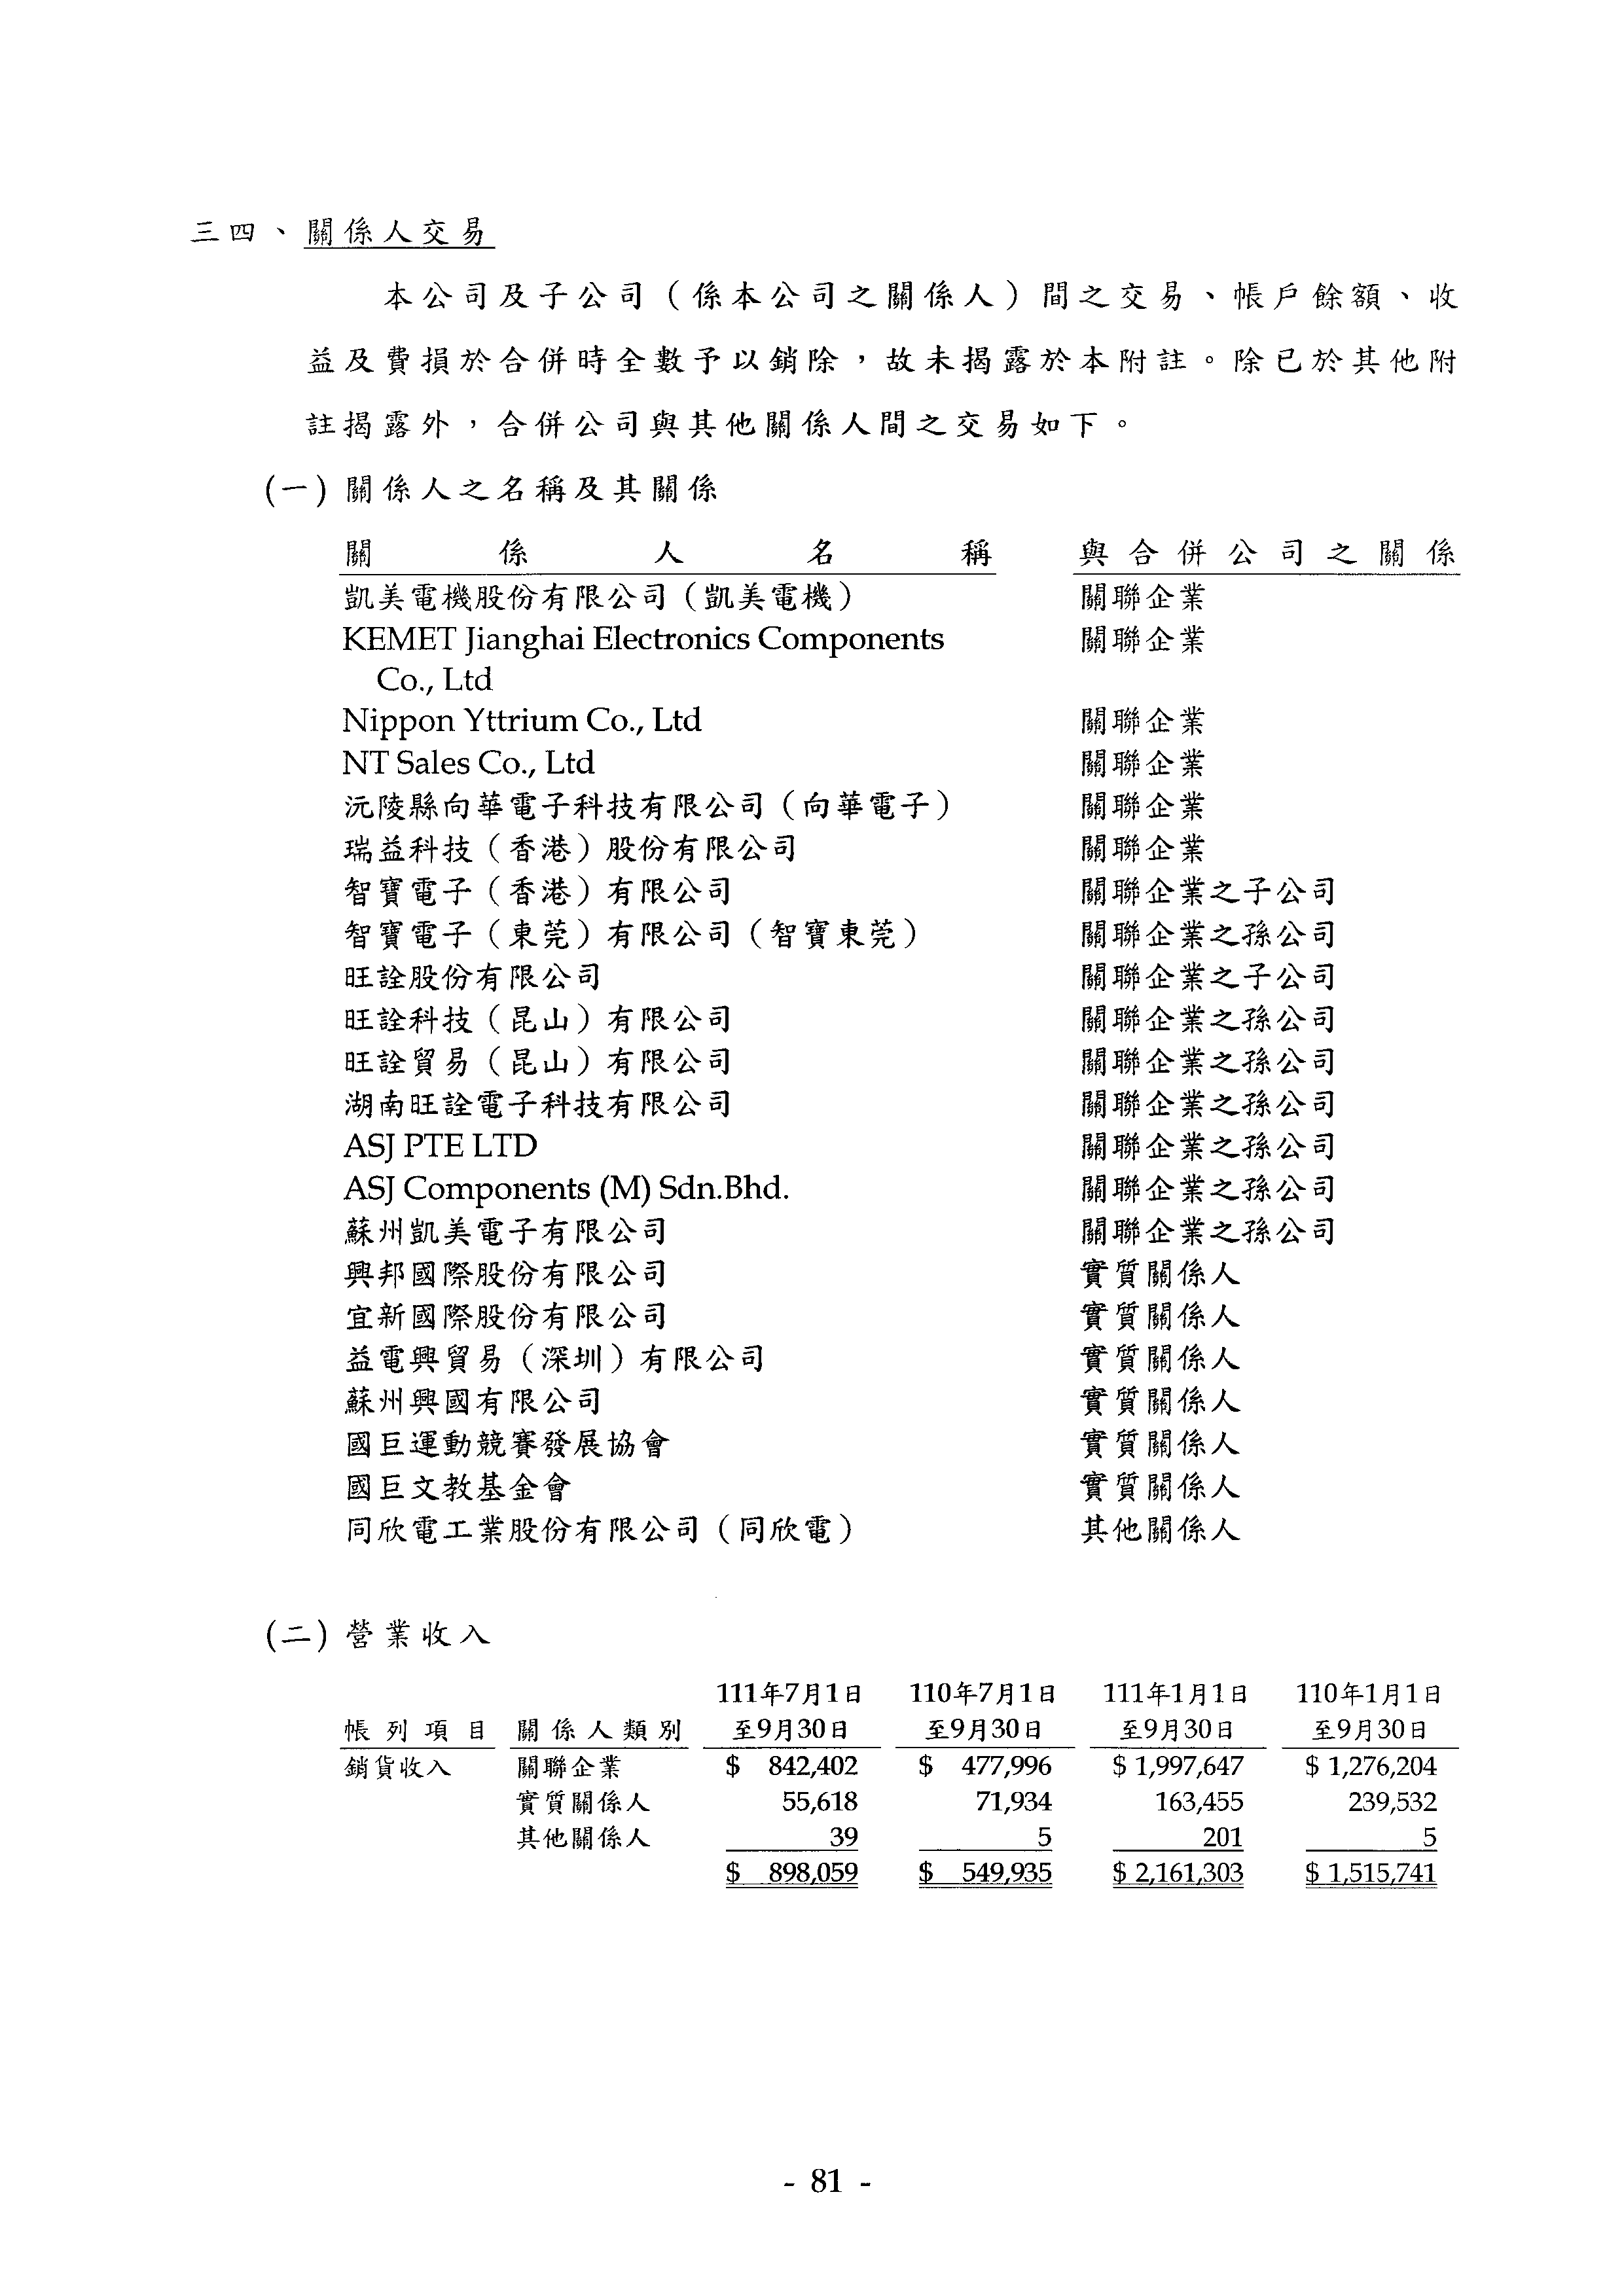 三四、關係人交易
本公司及子公司（係本公司之關係人）間之交易、帳戶餘額、收
益及費損於合併時全數予以銷除，故未揭露於本附註。除已於其他附
註揭露外，合併公司與其他關係人間之交易如下。
(一) 關係人之名稱及其關係
關係人名稱 與合併公司之關係
凱美電機股份有限公司（凱美電機） 關聯企業
KEMET Jianghai Electronics Components 關聯企業
Co., Ltd
Nippon Yttrium Co., Ltd 關聯企業
NT Sales Co., Ltd 關聯企業
沅陵縣向華電子科技有限公司（向華電子） 關聯企業
瑞益科技（香港）股份有限公司 關聯企業
智寶電子（香港）有限公司 關聯企業之子公司
智寶電子（東莞）有限公司（智寶東莞） 關聯企業之孫公司
旺詮股份有限公司 關聯企業之子公司
旺詮科技（昆山）有限公司 關聯企業之孫公司
旺詮貿易（昆山）有限公司 關聯企業之孫公司
湖南旺詮電子科技有限公司 關聯企業之孫公司
ASJ PTE LTD 關聯企業之孫公司
ASJ Components (M) Sdn.Bhd. 關聯企業之孫公司
蘇州凱美電子有限公司 關聯企業之孫公司
興邦國際股份有限公司 實質關係人
宜新國際股份有限公司 實質關係人
益電興貿易（深圳）有限公司 實質關係人
蘇州興國有限公司 實質關係人
國巨運動競賽發展協會 實質關係人
國巨文教基金會 實質關係人
同欣電工業股份有限公司（同欣電） 其他關係人
(二) 營業收入
111年7月1日 110年7月1日 111年1月1日 110年1月1日
帳列項目 關係人類別 至9月30日 至9月30日 至9月30日 至9月30日
銷貨收入 關聯企業 $ 842,402 $ 477,996 $ 1,997,647 $ 1,276,204
實質關係人 55,618 71,934 163,455 239,532
其他關係人 39 5 201 5
$ 898,059 $ 549,935 $ 2,161,303 $ 1,515,741
- 81 -